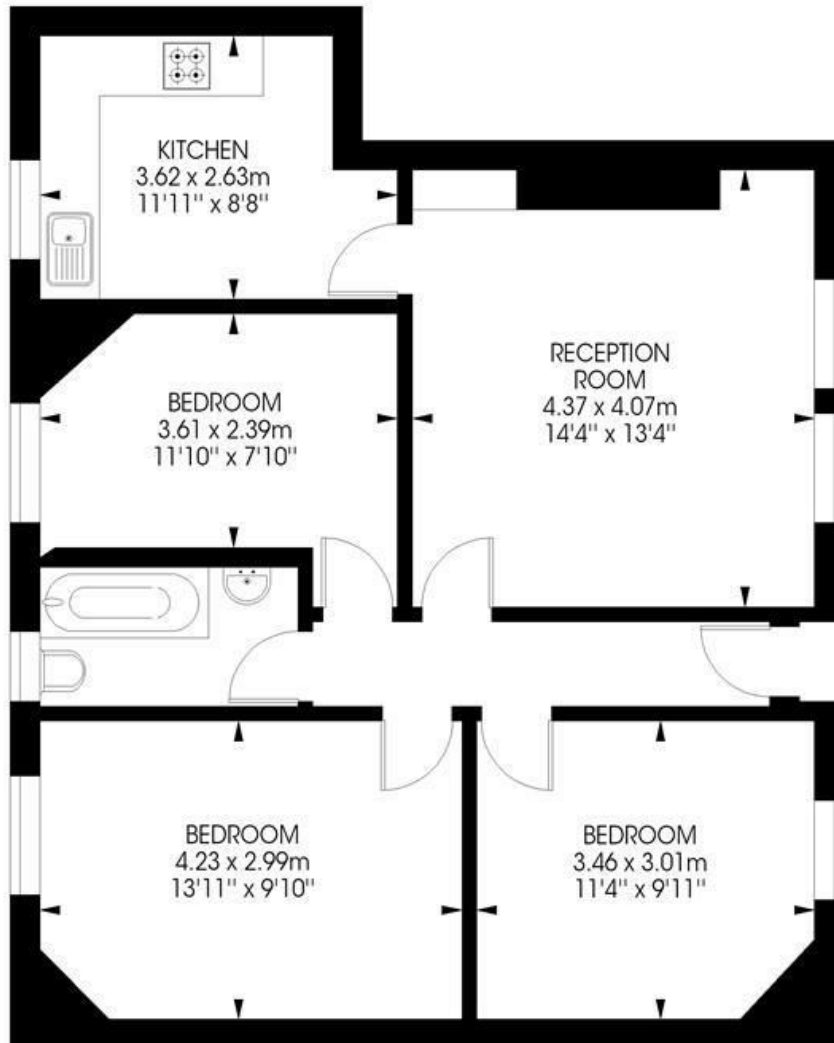 KITCHEN
3.62 x 2.63m
11'11" x 8'8"
RECEPTION
ROOM
4.37 x 4.07m
14'4" x 13'4"
BEDROOM
3.61 x 2.39m
11'10" x 7'10"
BEDROOM
4.23 x 2.99m
13'11" x 9'10"
BEDROOM
3.46 x 3.01m
11'4" x 9'11"